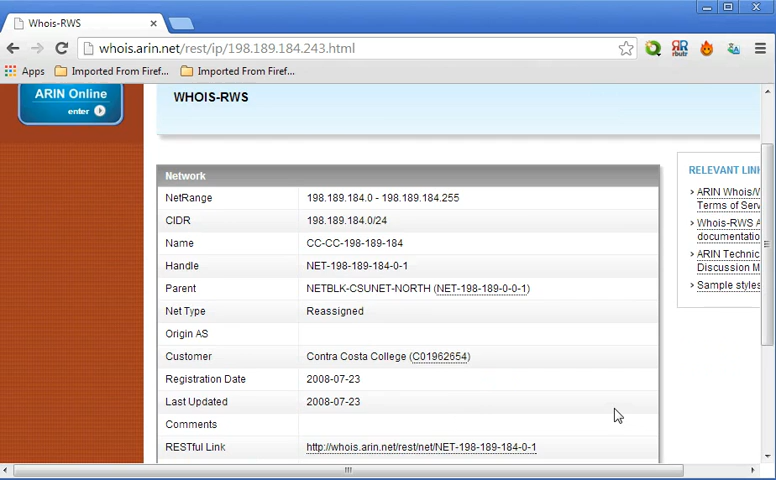 Whois-RWS
whois.arin.net/rest/ip/198.189.184.243.html
Apps
Imported From Firef...
Imported From Firef...
RR
rbutr
ARIN Online
enter
WHOIS-RWS
Network
NetRange 198.189.184.0 - 198.189.184.255
CIDR 198.189.184.0/24
Name CC-CC-198-189-184
Handle NET-198-189-184-0-1
Parent NETBLK-CSUNET-NORTH (NET-198-189-0-0-1)
Net Type Reassigned
Origin AS
Customer Contra Costa College (C01962654)
Registration Date 2008-07-23
Last Updated 2008-07-23
Comments
RESTful Link http://whois.arin.net/rest/net/NET-198-189-184-0-1
RELEVANT LINK
ARIN Whois/W
Terms of Serv
Whois-RWS A
documentatio
ARIN Technic
Discussion M
Sample styles